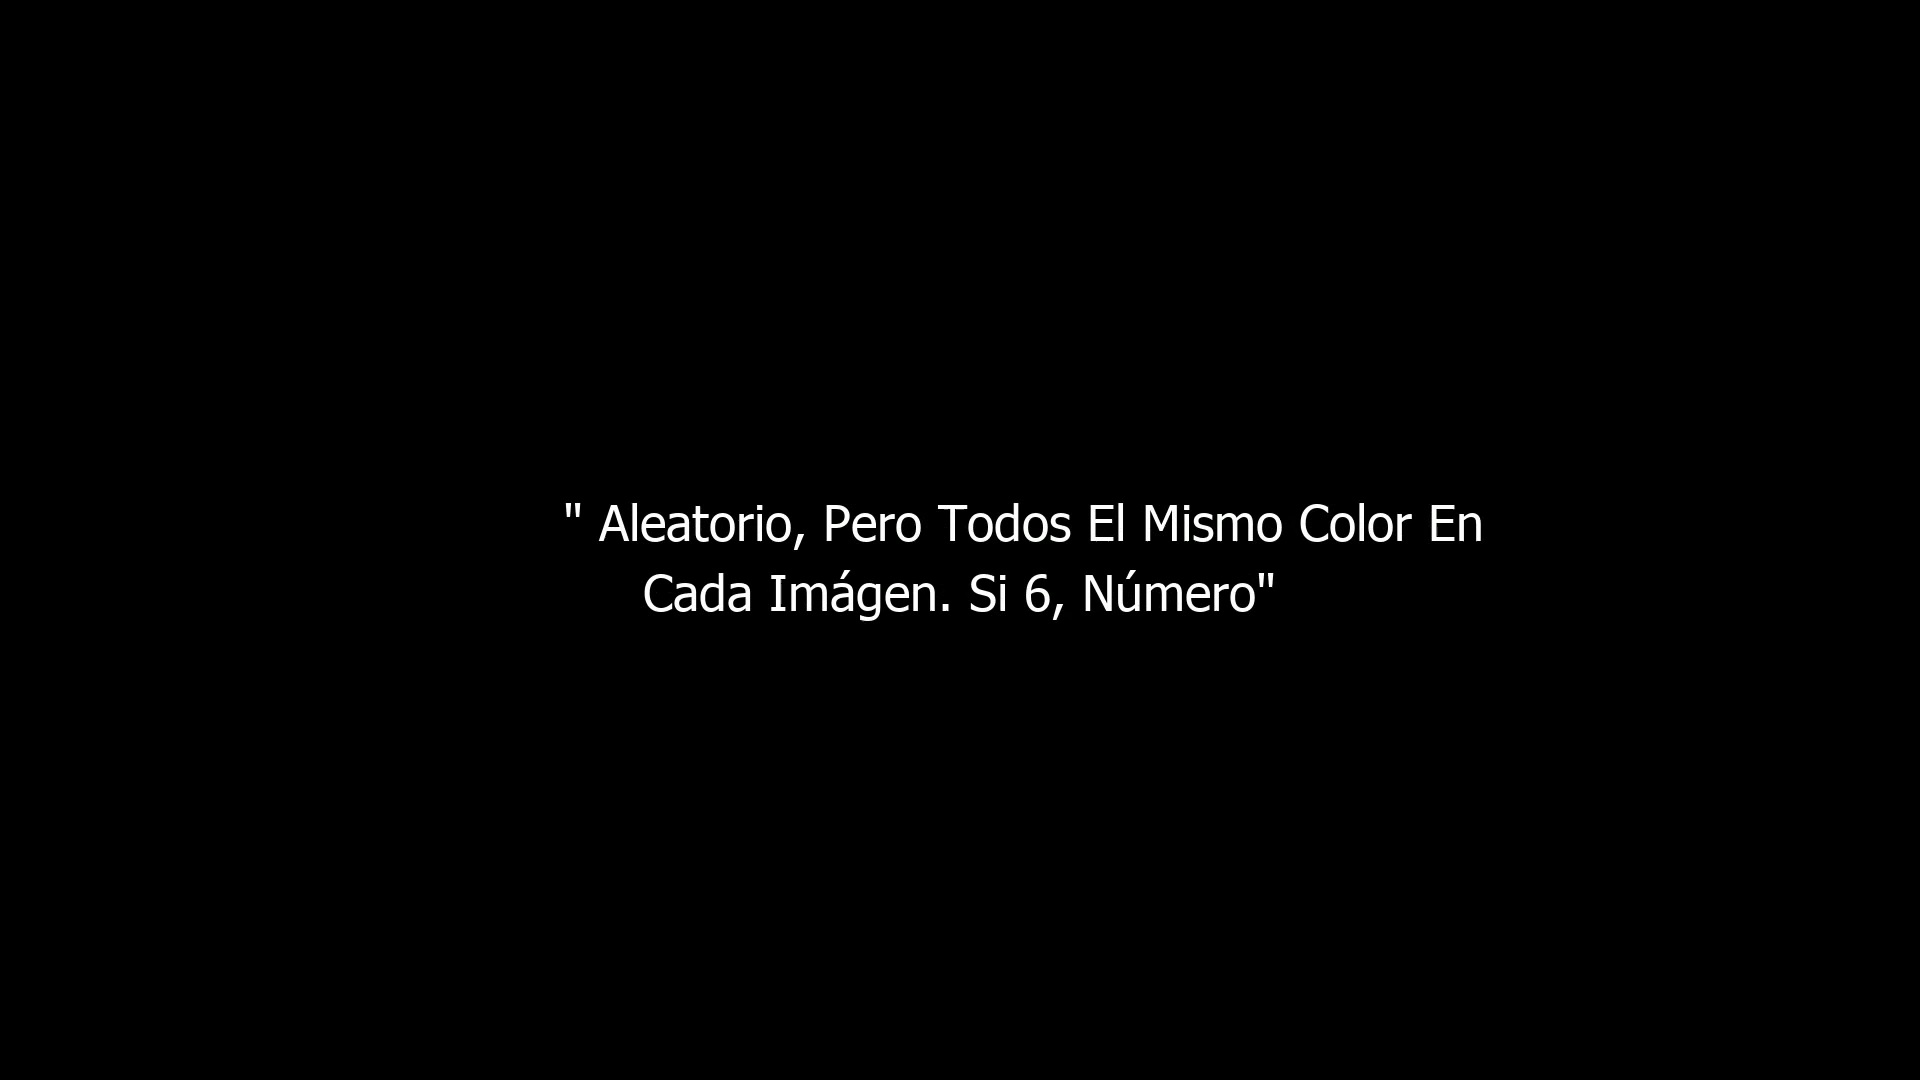 " Aleatorio, Pero Todos El Mismo Color En
Cada Imágen. Si 6, Número"